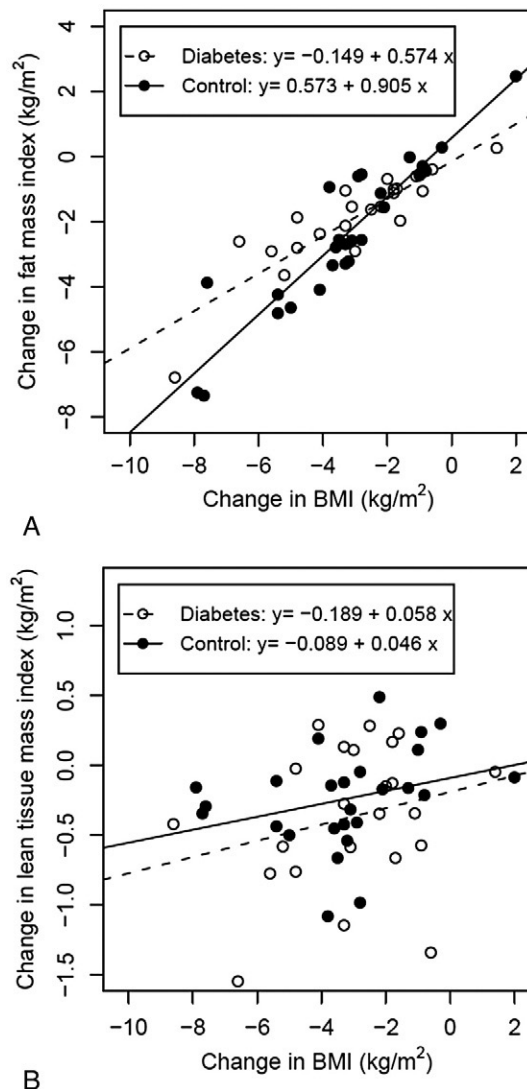 4
2
0
−2
−4
−6
−8
Change in fat mass index (kg/m²)
Diabetes: y= −0.149 + 0.574 x
Control: y= 0.573 + 0.905 x
−10 −8 −6 −4 −2 0 2
Change in BMI (kg/m²)
A
1.0
0.5
0.0
−0.5
−1.0
−1.5
Change in lean tissue mass index (kg/m²)
Diabetes: y= −0.189 + 0.058 x
Control: y= −0.089 + 0.046 x
−10 −8 −6 −4 −2 0 2
Change in BMI (kg/m²)
B